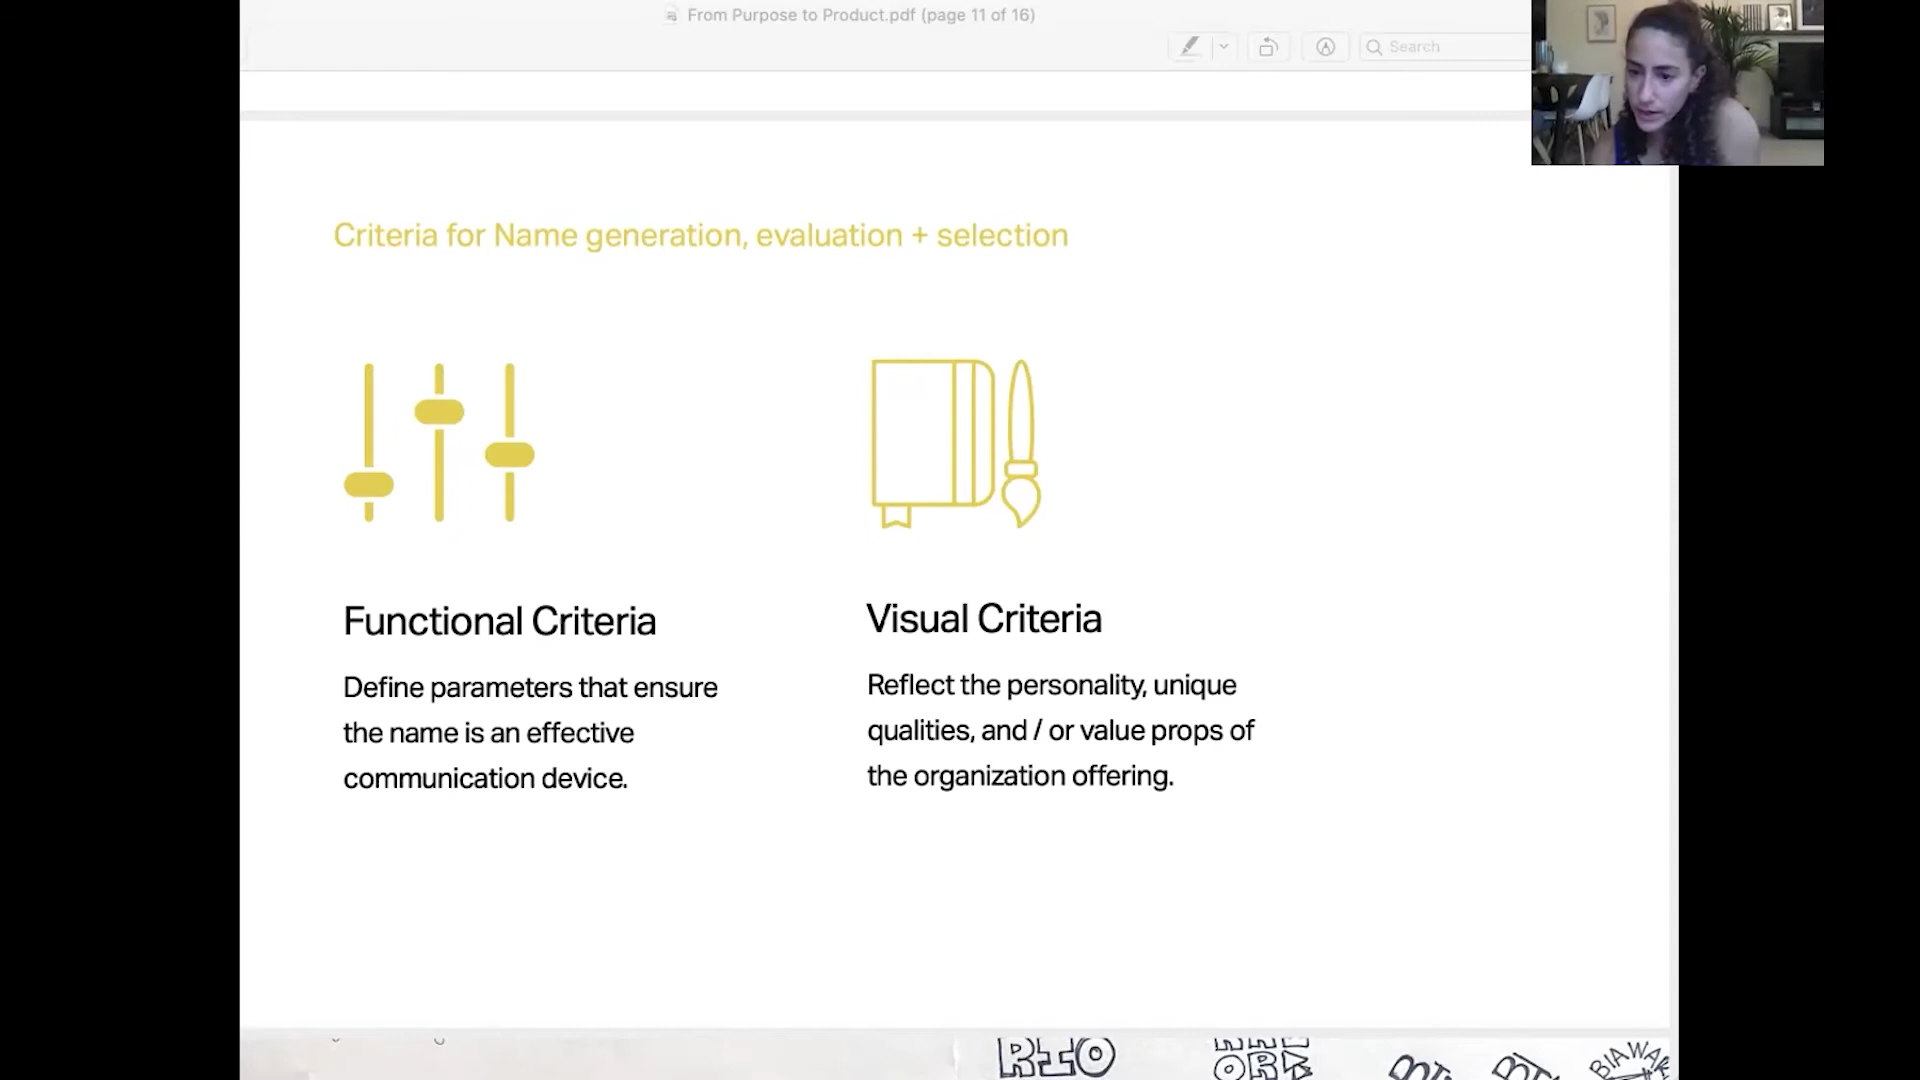 From Purpose to Product.pdf (page 11 of 16)
Search
Criteria for Name generation, evaluation + selection
Functional Criteria
Define parameters that ensure
the name is an effective
communication device.
Visual Criteria
Reflect the personality, unique
qualities, and / or value props of
the organization offering.
RIO